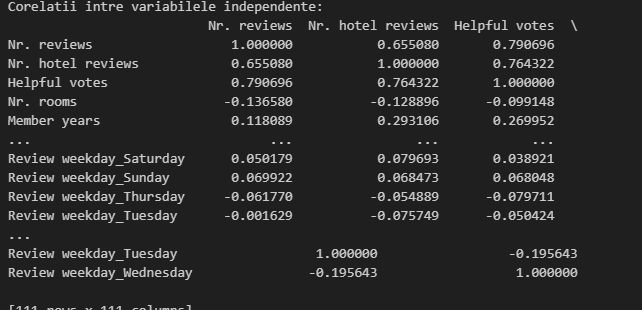 Corelatii intre variabilele independente:
Nr. reviews Nr. hotel reviews Helpful votes \
Nr. reviews 1.000000 0.655080 0.790696
Nr. hotel reviews 0.655080 1.000000 0.764322
Helpful votes 0.790696 0.764322 1.000000
Nr. rooms -0.136580 -0.128896 -0.099148
Member years 0.118089 0.293106 0.269952
... ... ... ...
Review weekday_Saturday 0.050179 0.079693 0.038921
Review weekday_Sunday 0.069922 0.068473 0.068048
Review weekday_Thursday -0.061770 -0.054889 -0.079711
Review weekday_Tuesday -0.001629 -0.075749 -0.050424
...
Review weekday_Tuesday 1.000000 -0.195643
Review weekday_Wednesday -0.195643 1.000000
[111 rows x 111 columns]